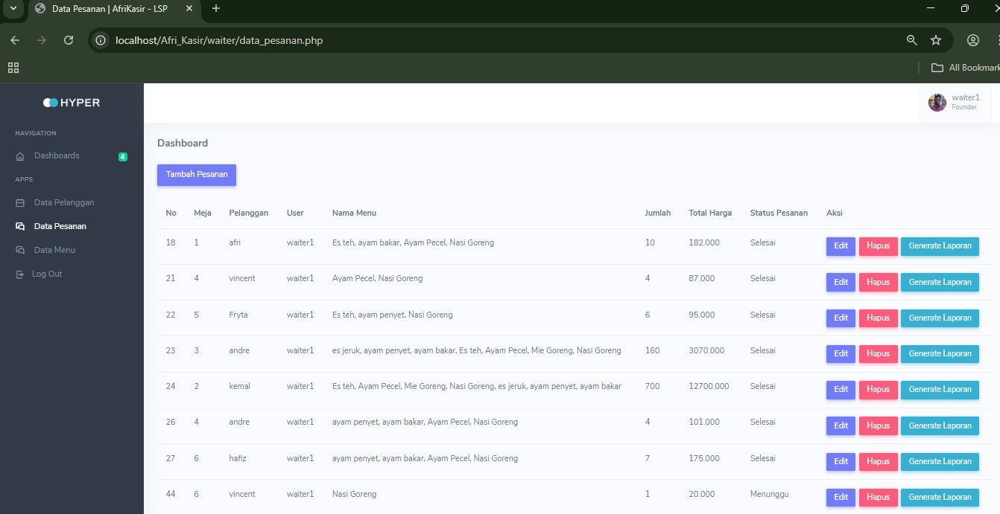 Data Pesanan | AfriKasir - LSP
localhost/Afri_Kasir/waiter/data_pesanan.php
All Bookmark
HYPER
waiter1
Founder
NAVIGATION
Dashboards 4
APPS
Data Pelanggan
Data Pesanan
Data Menu
Log Out
Dashboard
Tambah Pesanan
No Meja Pelanggan User Nama Menu Jumlah Total Harga Status Pesanan Aksi
18 1 afri waiter1 Es teh, ayam bakar, Ayam Pecel, Nasi Goreng 10 182.000 Selesai Edit Hapus Generate Laporan
21 4 vincent waiter1 Ayam Pecel, Nasi Goreng 4 87.000 Selesai Edit Hapus Generate Laporan
22 5 Fryta waiter1 Es teh, ayam penyet, Nasi Goreng 6 95.000 Selesai Edit Hapus Generate Laporan
23 3 andre waiter1 es jeruk, ayam penyet, ayam bakar, Es teh, Ayam Pecel, Mie Goreng, Nasi Goreng 160 3070.000 Selesai Edit Hapus Generate Laporan
24 2 kemal waiter1 Es teh, Ayam Pecel, Mie Goreng, Nasi Goreng, es jeruk, ayam penyet, ayam bakar 700 12700.000 Selesai Edit Hapus Generate Laporan
26 4 andre waiter1 ayam penyet, ayam bakar, Ayam Pecel, Nasi Goreng 4 101.000 Selesai Edit Hapus Generate Laporan
27 6 hafiz waiter1 ayam penyet, ayam bakar, Ayam Pecel, Nasi Goreng 7 175.000 Selesai Edit Hapus Generate Laporan
44 6 vincent waiter1 Nasi Goreng 1 20.000 Menunggu Edit Hapus Generate Laporan